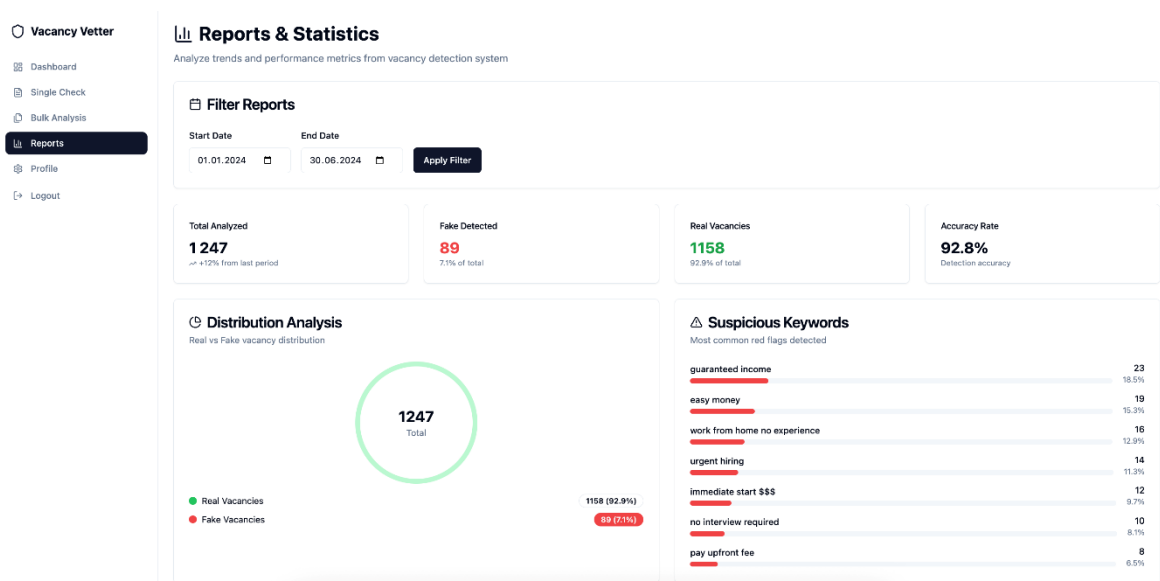 Vacancy Vetter
Dashboard
Single Check
Bulk Analysis
Reports
Profile
Logout
Reports & Statistics
Analyze trends and performance metrics from vacancy detection system
Filter Reports
Start Date
End Date
01.01.2024
30.06.2024
Apply Filter
Total Analyzed
1 247
+12% from last period
Fake Detected
89
7.1% of total
Real Vacancies
1158
92.9% of total
Accuracy Rate
92.8%
Detection accuracy
Distribution Analysis
Real vs Fake vacancy distribution
1247
Total
Real Vacancies
1158 (92.9%)
Fake Vacancies
89 (7.1%)
Suspicious Keywords
Most common red flags detected
guaranteed income
23
18.5%
easy money
19
15.3%
work from home no experience
16
12.9%
urgent hiring
14
11.3%
immediate start $$$
12
9.7%
no interview required
10
8.1%
pay upfront fee
8
6.5%